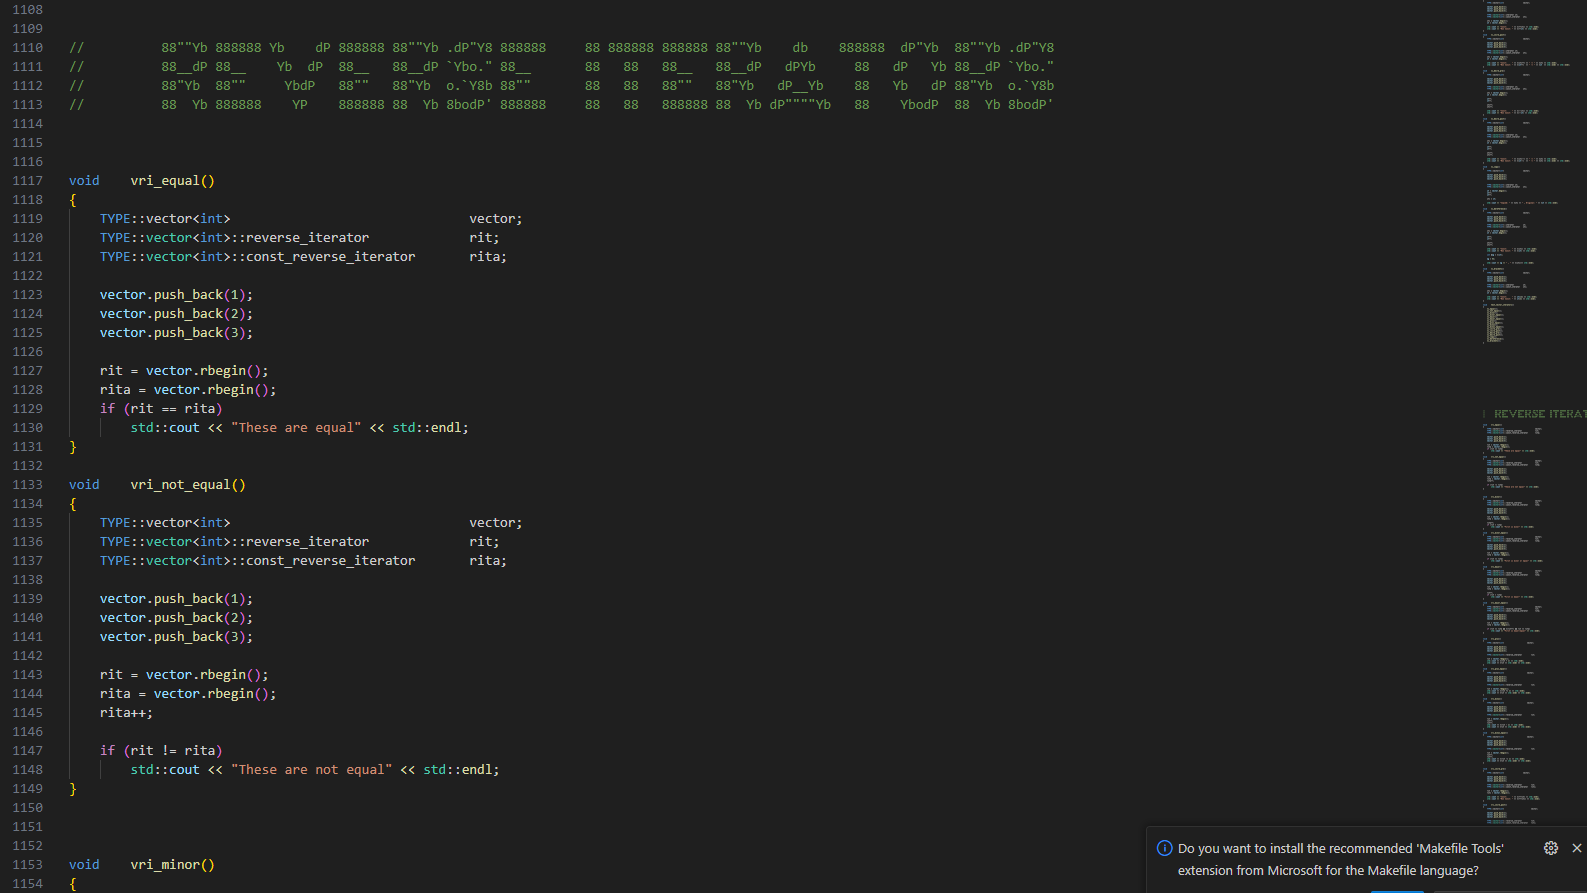 1108
1109
1110 //          88""Yb 888888 Yb    dP 888888 88""Yb .dP"Y8 888888     88 888888 888888 88""Yb    db    888888  dP"Yb  88""Yb .dP"Y8
1111 //          88__dP 88__    Yb  dP  88__   88__dP `Ybo." 88__       88   88   88__   88__dP   dPYb     88   dP   Yb 88__dP `Ybo."
1112 //          88"Yb  88""     YbdP   88""   88"Yb  o.`Y8b 88""       88   88   88""   88"Yb   dP__Yb    88   Yb   dP 88"Yb  o.`Y8b
1113 //          88  Yb 888888    YP    888888 88  Yb 8bodP' 888888     88   88   888888 88  Yb dP""""Yb   88    YbodP  88  Yb 8bodP'
1114
1115
1116
1117 void    vri_equal()
1118 {
1119     TYPE::vector<int>                               vector;
1120     TYPE::vector<int>::reverse_iterator             rit;
1121     TYPE::vector<int>::const_reverse_iterator       rita;
1122
1123     vector.push_back(1);
1124     vector.push_back(2);
1125     vector.push_back(3);
1126
1127     rit = vector.rbegin();
1128     rita = vector.rbegin();
1129     if (rit == rita)
1130         std::cout << "These are equal" << std::endl;
1131 }
1132
1133 void    vri_not_equal()
1134 {
1135     TYPE::vector<int>                               vector;
1136     TYPE::vector<int>::reverse_iterator             rit;
1137     TYPE::vector<int>::const_reverse_iterator       rita;
1138
1139     vector.push_back(1);
1140     vector.push_back(2);
1141     vector.push_back(3);
1142
1143     rit = vector.rbegin();
1144     rita = vector.rbegin();
1145     rita++;
1146
1147     if (rit != rita)
1148         std::cout << "These are not equal" << std::endl;
1149 }
1150
1151
1152
1153 void    vri_minor()
1154 {
REVERSE ITERAT
Do you want to install the recommended 'Makefile Tools'
extension from Microsoft for the Makefile language?